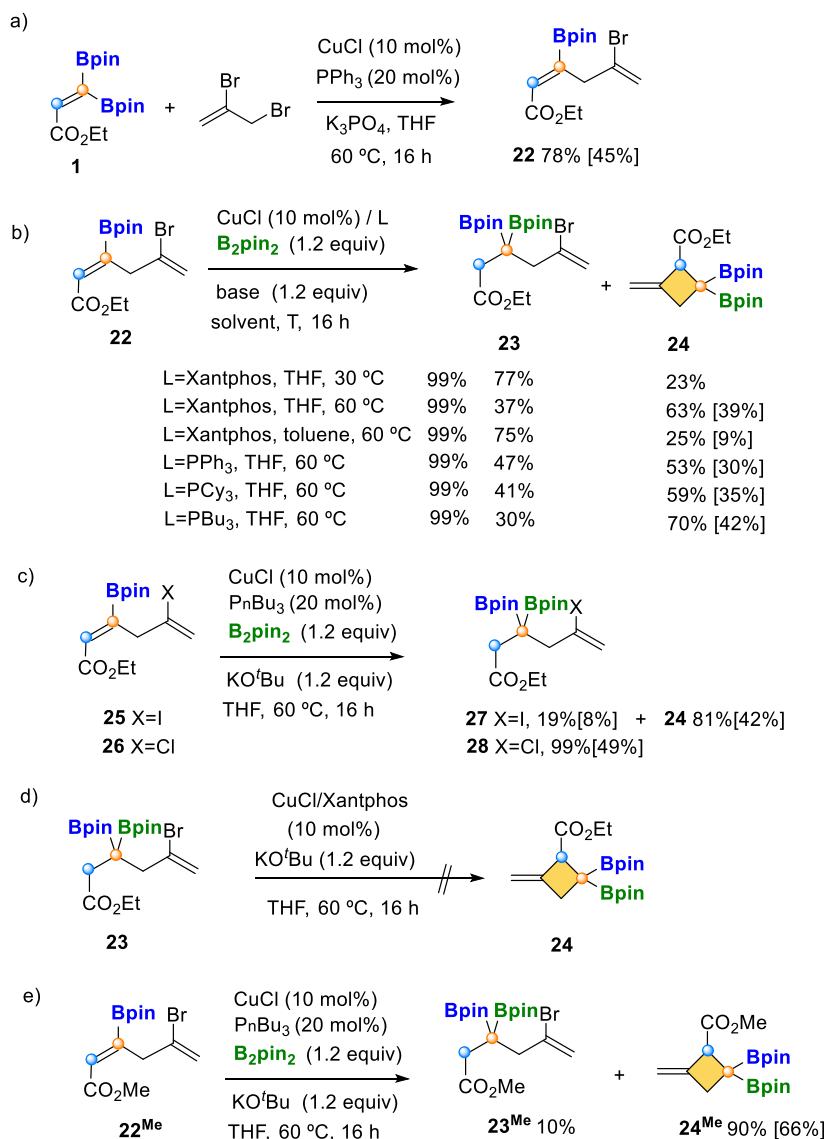 a)
Bpin
Bpin
CO₂Et
1
+
Br
Br
CuCl (10 mol%)
PPh₃ (20 mol%)
K₃PO₄, THF
60 ºC, 16 h
Bpin
Br
CO₂Et
22 78% [45%]
b)
Bpin
Br
CO₂Et
22
CuCl (10 mol%) / L
B₂pin₂ (1.2 equiv)
base (1.2 equiv)
solvent, T, 16 h
Bpin Bpin Br
CO₂Et
23
+
CO₂Et
Bpin
Bpin
24
L=Xantphos, THF, 30 ºC 99% 77% 23%
L=Xantphos, THF, 60 ºC 99% 37% 63% [39%]
L=Xantphos, toluene, 60 ºC 99% 75% 25% [9%]
L=PPh₃, THF, 60 ºC 99% 47% 53% [30%]
L=PCy₃, THF, 60 ºC 99% 41% 59% [35%]
L=PBu₃, THF, 60 ºC 99% 30% 70% [42%]
c)
Bpin
X
CO₂Et
25 X=I
26 X=Cl
CuCl (10 mol%)
PnBu₃ (20 mol%)
B₂pin₂ (1.2 equiv)
KOᵗBu (1.2 equiv)
THF, 60 ºC, 16 h
Bpin Bpin X
CO₂Et
27 X=I, 19%[8%] + 24 81%[42%]
28 X=Cl, 99%[49%]
d)
Bpin Bpin Br
CO₂Et
23
CuCl/Xantphos
(10 mol%)
KOᵗBu (1.2 equiv)
THF, 60 ºC, 16 h
CO₂Et
Bpin
Bpin
24
e)
Bpin
Br
CO₂Me
22ᴹᵉ
CuCl (10 mol%)
PnBu₃ (20 mol%)
B₂pin₂ (1.2 equiv)
KOᵗBu (1.2 equiv)
THF, 60 ºC, 16 h
Bpin Bpin Br
CO₂Me
23ᴹᵉ 10%
+
CO₂Me
Bpin
Bpin
24ᴹᵉ 90% [66%]